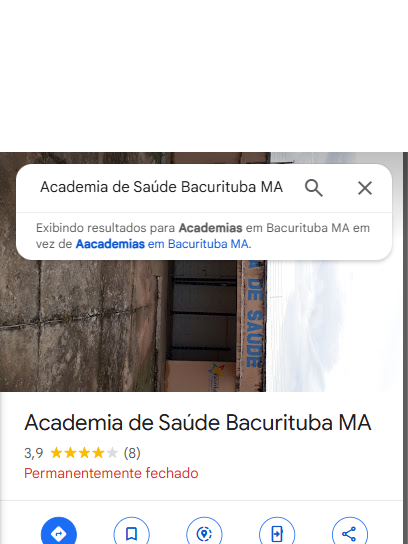 Academia de Saúde Bacurituba MA
Exibindo resultados para Academias em Bacurituba MA em
vez de Aacademias em Bacurituba MA.
DE SAÚDE
Academia de Saúde Bacurituba MA
3,9 (8)
Permanentemente fechado